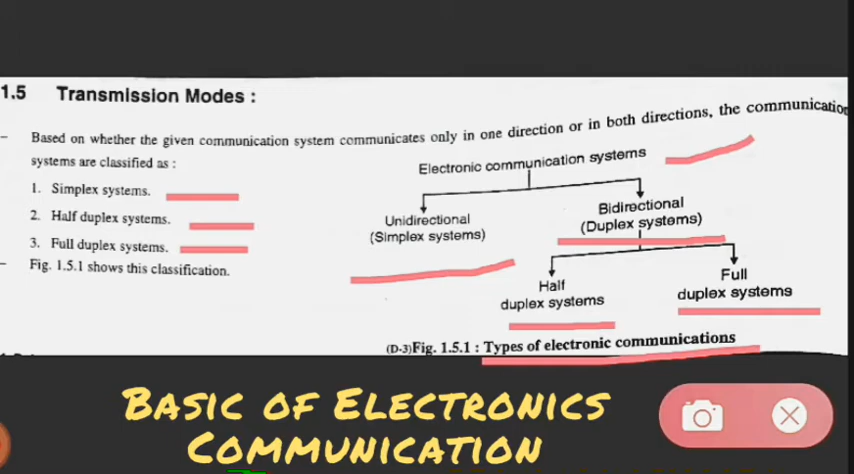 1.5 Transmission Modes :
– Based on whether the given communication system communicates only in one direction or in both directions, the communication
systems are classified as :
1. Simplex systems.
2. Half duplex systems.
3. Full duplex systems.
– Fig. 1.5.1 shows this classification.
Electronic communication systems
Unidirectional
(Simplex systems)
Bidirectional
(Duplex systems)
Half
duplex systems
Full
duplex systems
(D-3)Fig. 1.5.1 : Types of electronic communications
BASIC OF ELECTRONICS
COMMUNICATION